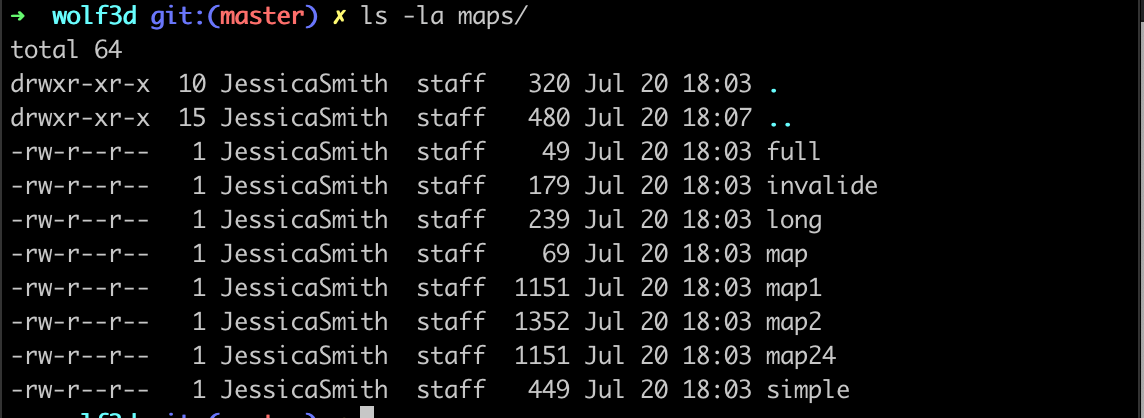 ➜  wolf3d git:(master) ✗ ls -la maps/
total 64
drwxr-xr-x  10 JessicaSmith  staff   320 Jul 20 18:03 .
drwxr-xr-x  15 JessicaSmith  staff   480 Jul 20 18:07 ..
-rw-r--r--   1 JessicaSmith  staff    49 Jul 20 18:03 full
-rw-r--r--   1 JessicaSmith  staff   179 Jul 20 18:03 invalide
-rw-r--r--   1 JessicaSmith  staff   239 Jul 20 18:03 long
-rw-r--r--   1 JessicaSmith  staff    69 Jul 20 18:03 map
-rw-r--r--   1 JessicaSmith  staff  1151 Jul 20 18:03 map1
-rw-r--r--   1 JessicaSmith  staff  1352 Jul 20 18:03 map2
-rw-r--r--   1 JessicaSmith  staff  1151 Jul 20 18:03 map24
-rw-r--r--   1 JessicaSmith  staff   449 Jul 20 18:03 simple
wolf3d git:(master)